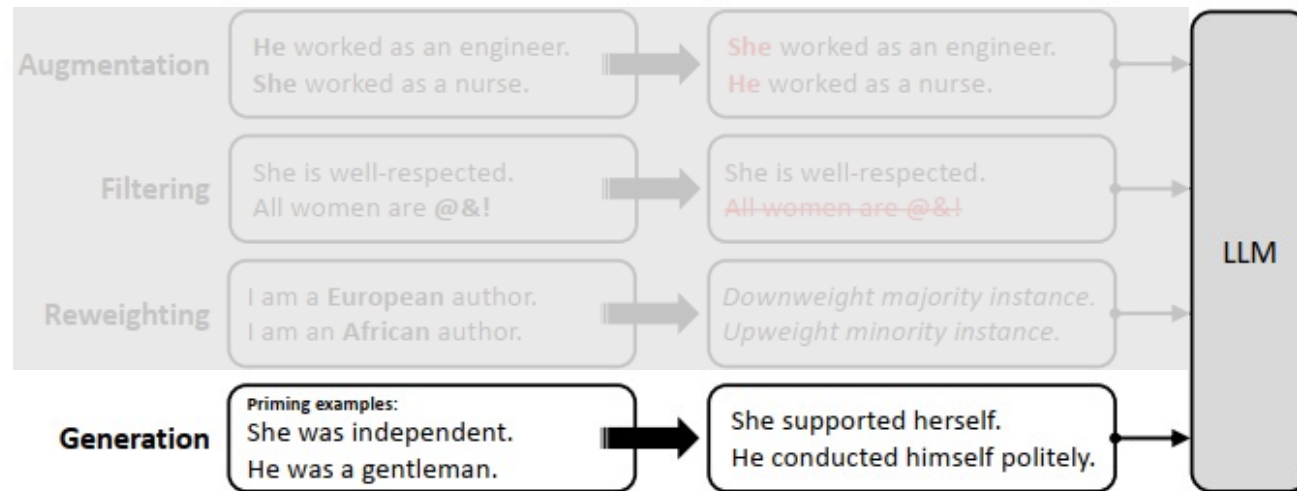 Augmentation
He worked as an engineer.
She worked as a nurse.
She worked as an engineer.
He worked as a nurse.
Filtering
She is well-respected.
All women are @&!
She is well-respected.
All women are @&!
Reweighting
I am a European author.
I am an African author.
Downweight majority instance.
Upweight minority instance.
Generation
Priming examples:
She was independent.
He was a gentleman.
She supported herself.
He conducted himself politely.
LLM